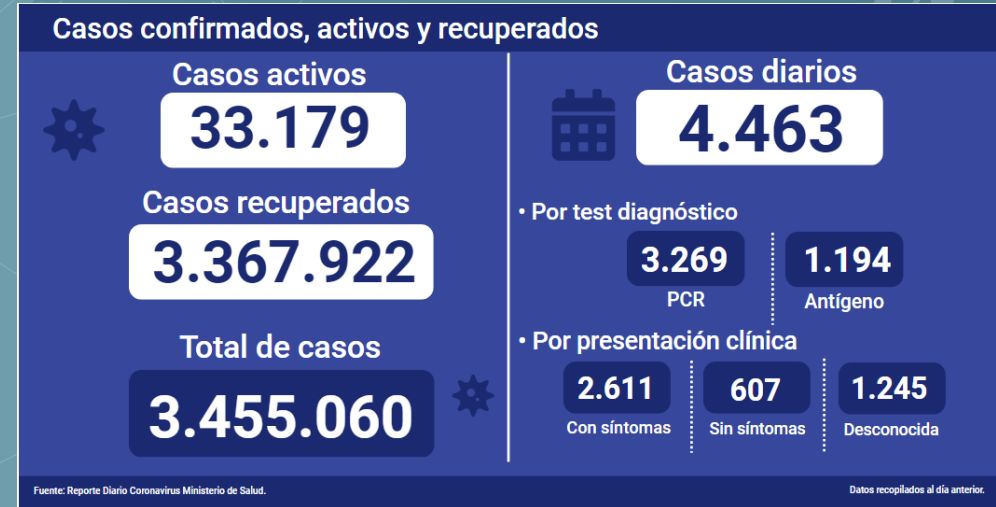 Casos confirmados, activos y recuperados
Casos activos
33.179
Casos recuperados
3.367.922
Total de casos
3.455.060
Casos diarios
4.463
• Por test diagnóstico
3.269
PCR
1.194
Antígeno
• Por presentación clínica
2.611
Con síntomas
607
Sin síntomas
1.245
Desconocida
Fuente: Reporte Diario Coronavirus Ministerio de Salud.
Datos recopilados al día anterior.